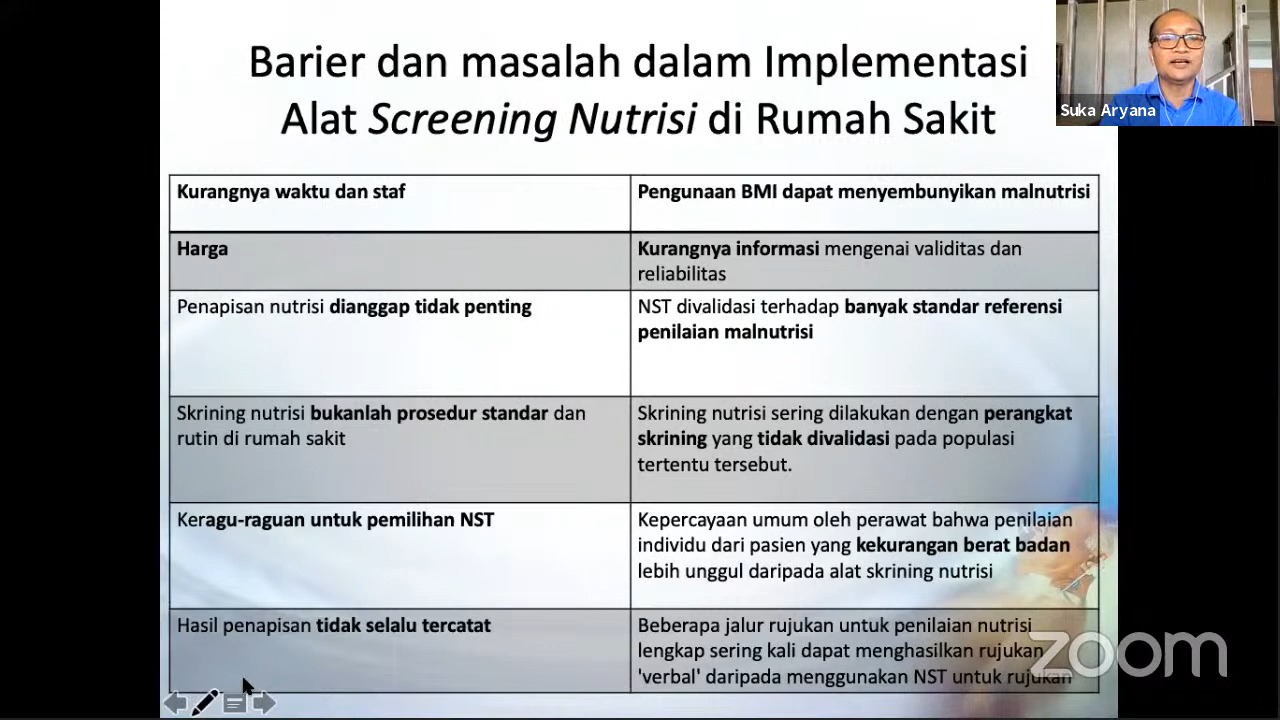 Barier dan masalah dalam Implementasi
Alat Screening Nutrisi di Rumah Sakit
Suka Aryana
Kurangnya waktu dan staf
Pengunaan BMI dapat menyembunyikan malnutrisi
Harga
Kurangnya informasi mengenai validitas dan
reliabilitas
Penapisan nutrisi dianggap tidak penting
NST divalidasi terhadap banyak standar referensi
penilaian malnutrisi
Skrining nutrisi bukanlah prosedur standar dan
rutin di rumah sakit
Skrining nutrisi sering dilakukan dengan perangkat
skrining yang tidak divalidasi pada populasi
tertentu tersebut.
Keragu-raguan untuk pemilihan NST
Kepercayaan umum oleh perawat bahwa penilaian
individu dari pasien yang kekurangan berat badan
lebih unggul daripada alat skrining nutrisi
Hasil penapisan tidak selalu tercatat
Beberapa jalur rujukan untuk penilaian nutrisi
lengkap sering kali dapat menghasilkan rujukan
'verbal' daripada menggunakan NST untuk rujukan
zoom